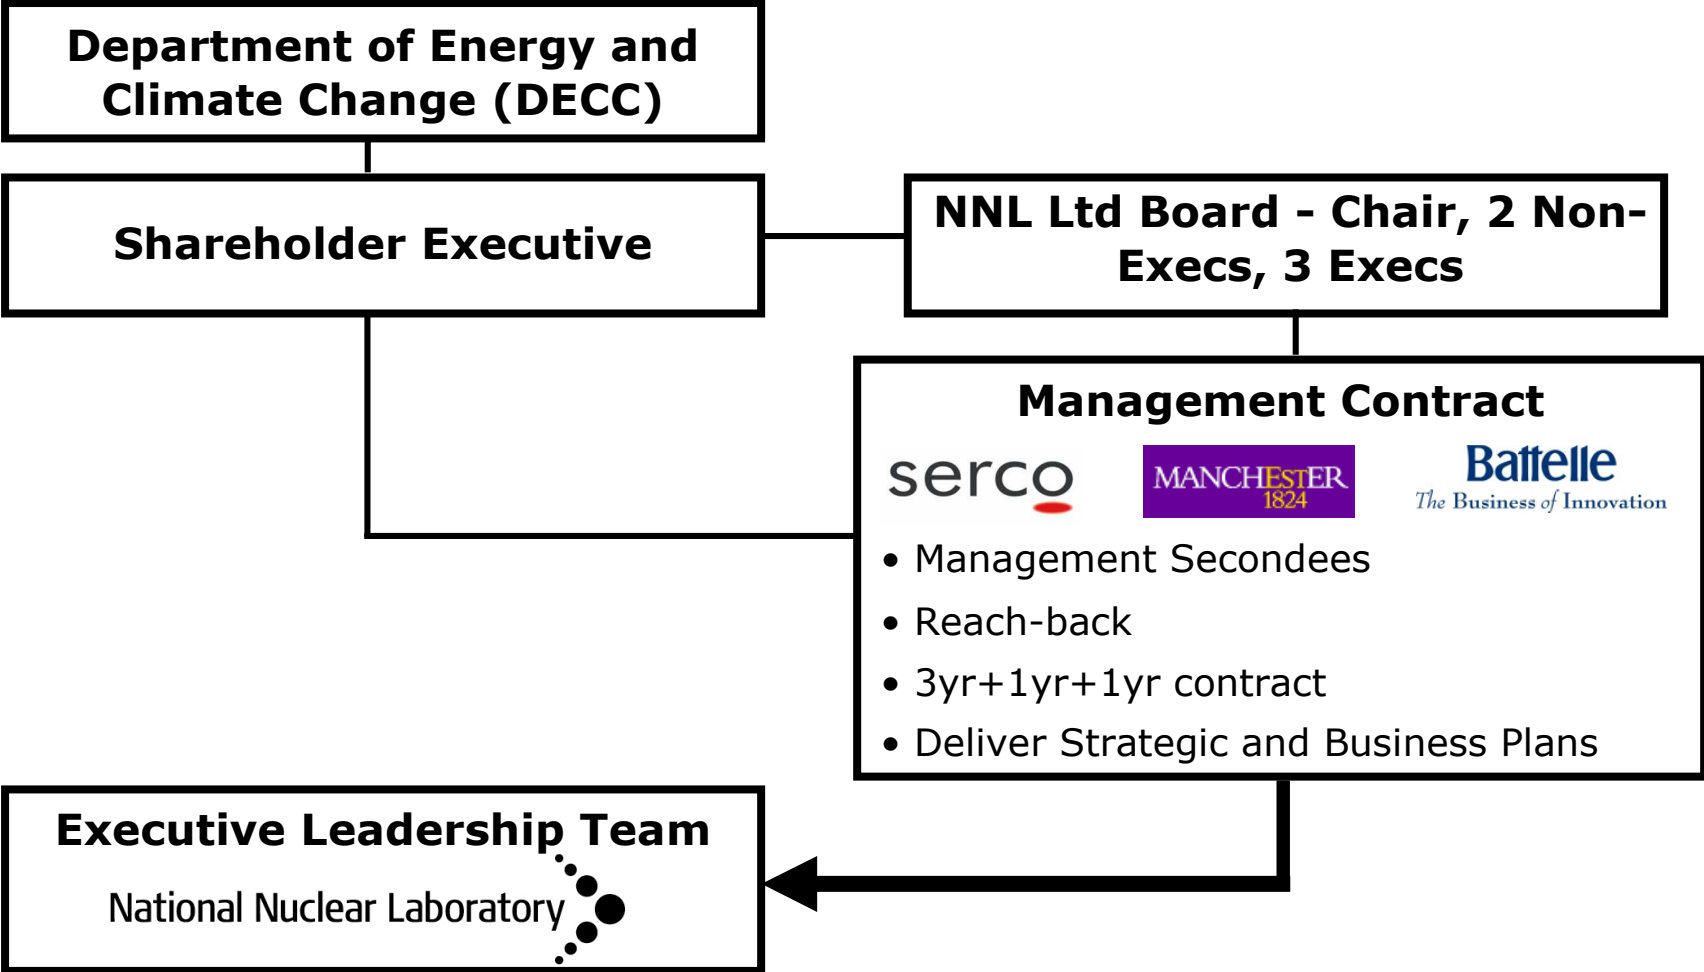 Department of Energy and
Climate Change (DECC)
Shareholder Executive
NNL Ltd Board - Chair, 2 Non-
Execs, 3 Execs
Management Contract
serco
MANCHESTER
1824
Battelle
The Business of Innovation
• Management Secondees
• Reach-back
• 3yr+1yr+1yr contract
• Deliver Strategic and Business Plans
Executive Leadership Team
National Nuclear Laboratory